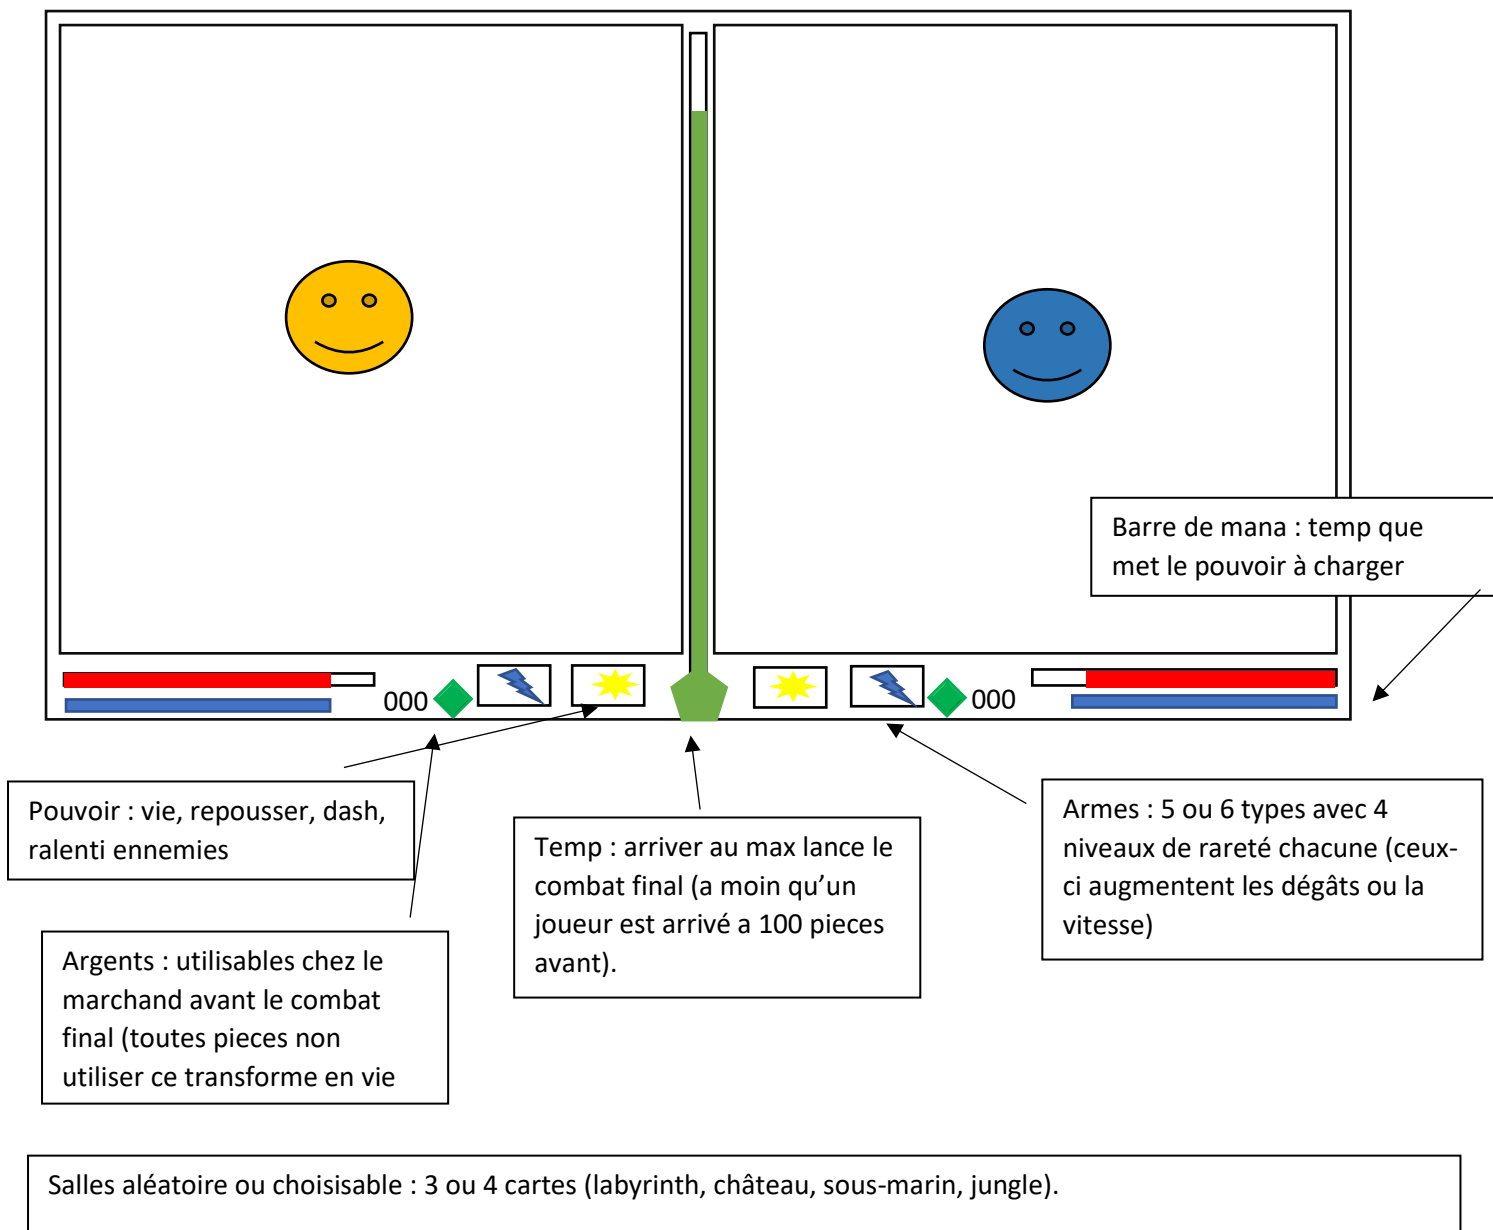 Barre de mana : temp que
met le pouvoir à charger
000
000
Pouvoir : vie, repousser, dash,
ralenti ennemies
Temp : arriver au max lance le
combat final (a moin qu’un
joueur est arrivé a 100 pieces
avant).
Armes : 5 ou 6 types avec 4
niveaux de rareté chacune (ceux-
ci augmentent les dégâts ou la
vitesse)
Argents : utilisables chez le
marchand avant le combat
final (toutes pieces non
utiliser ce transforme en vie
Salles aléatoire ou choisisable : 3 ou 4 cartes (labyrinth, château, sous-marin, jungle).